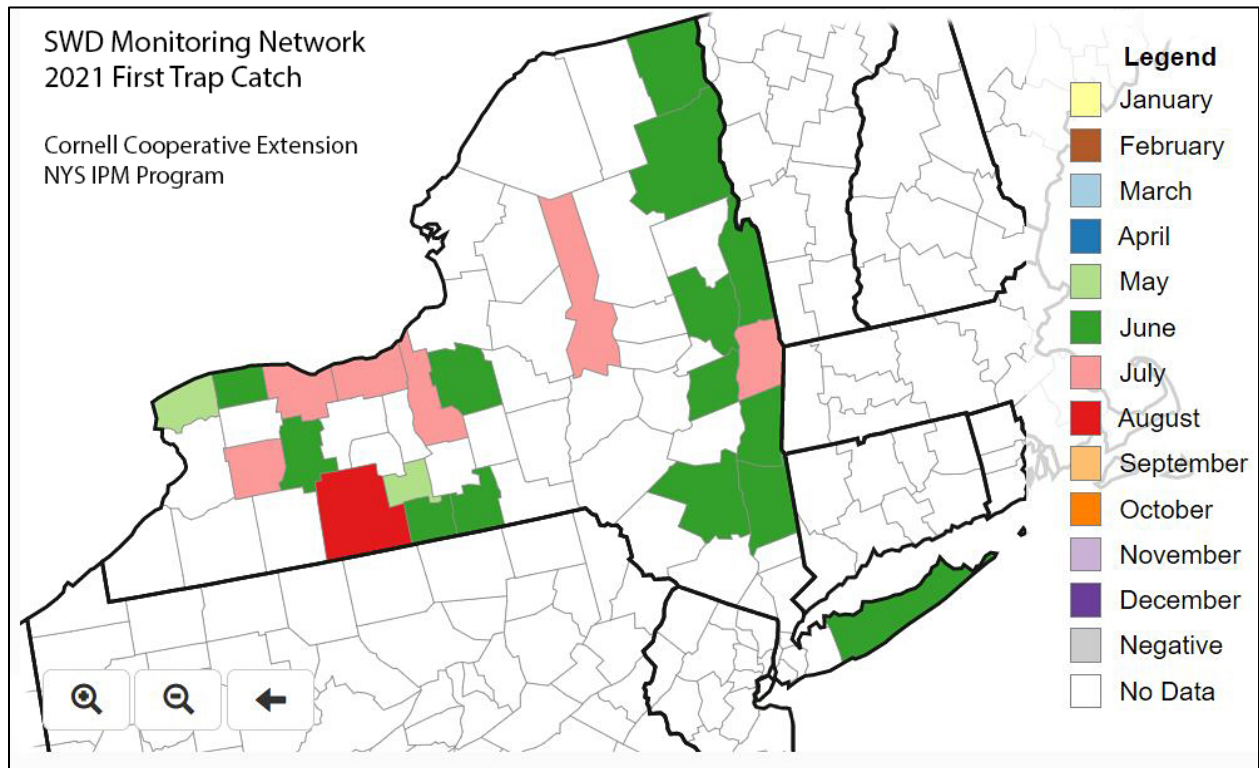 SWD Monitoring Network
2021 First Trap Catch
Cornell Cooperative Extension
NYS IPM Program
Legend
January
February
March
April
May
June
July
August
September
October
November
December
Negative
No Data